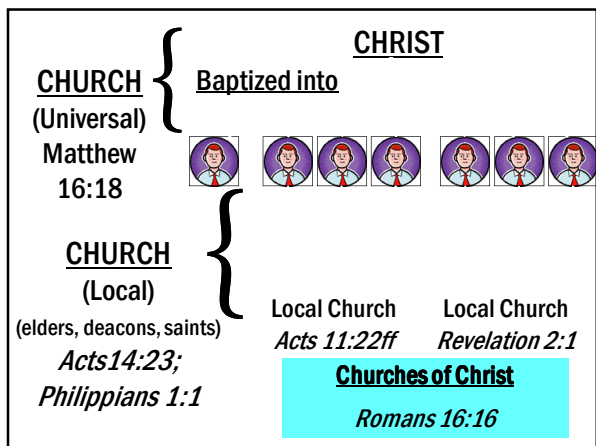 CHRIST
CHURCH
(Universal)
Matthew
16:18
Baptized into
CHURCH
(Local)
(elders, deacons, saints)
Acts14:23;
Philippians 1:1
Local Church
Acts 11:22ff
Local Church
Revelation 2:1
Churches of Christ
Romans 16:16